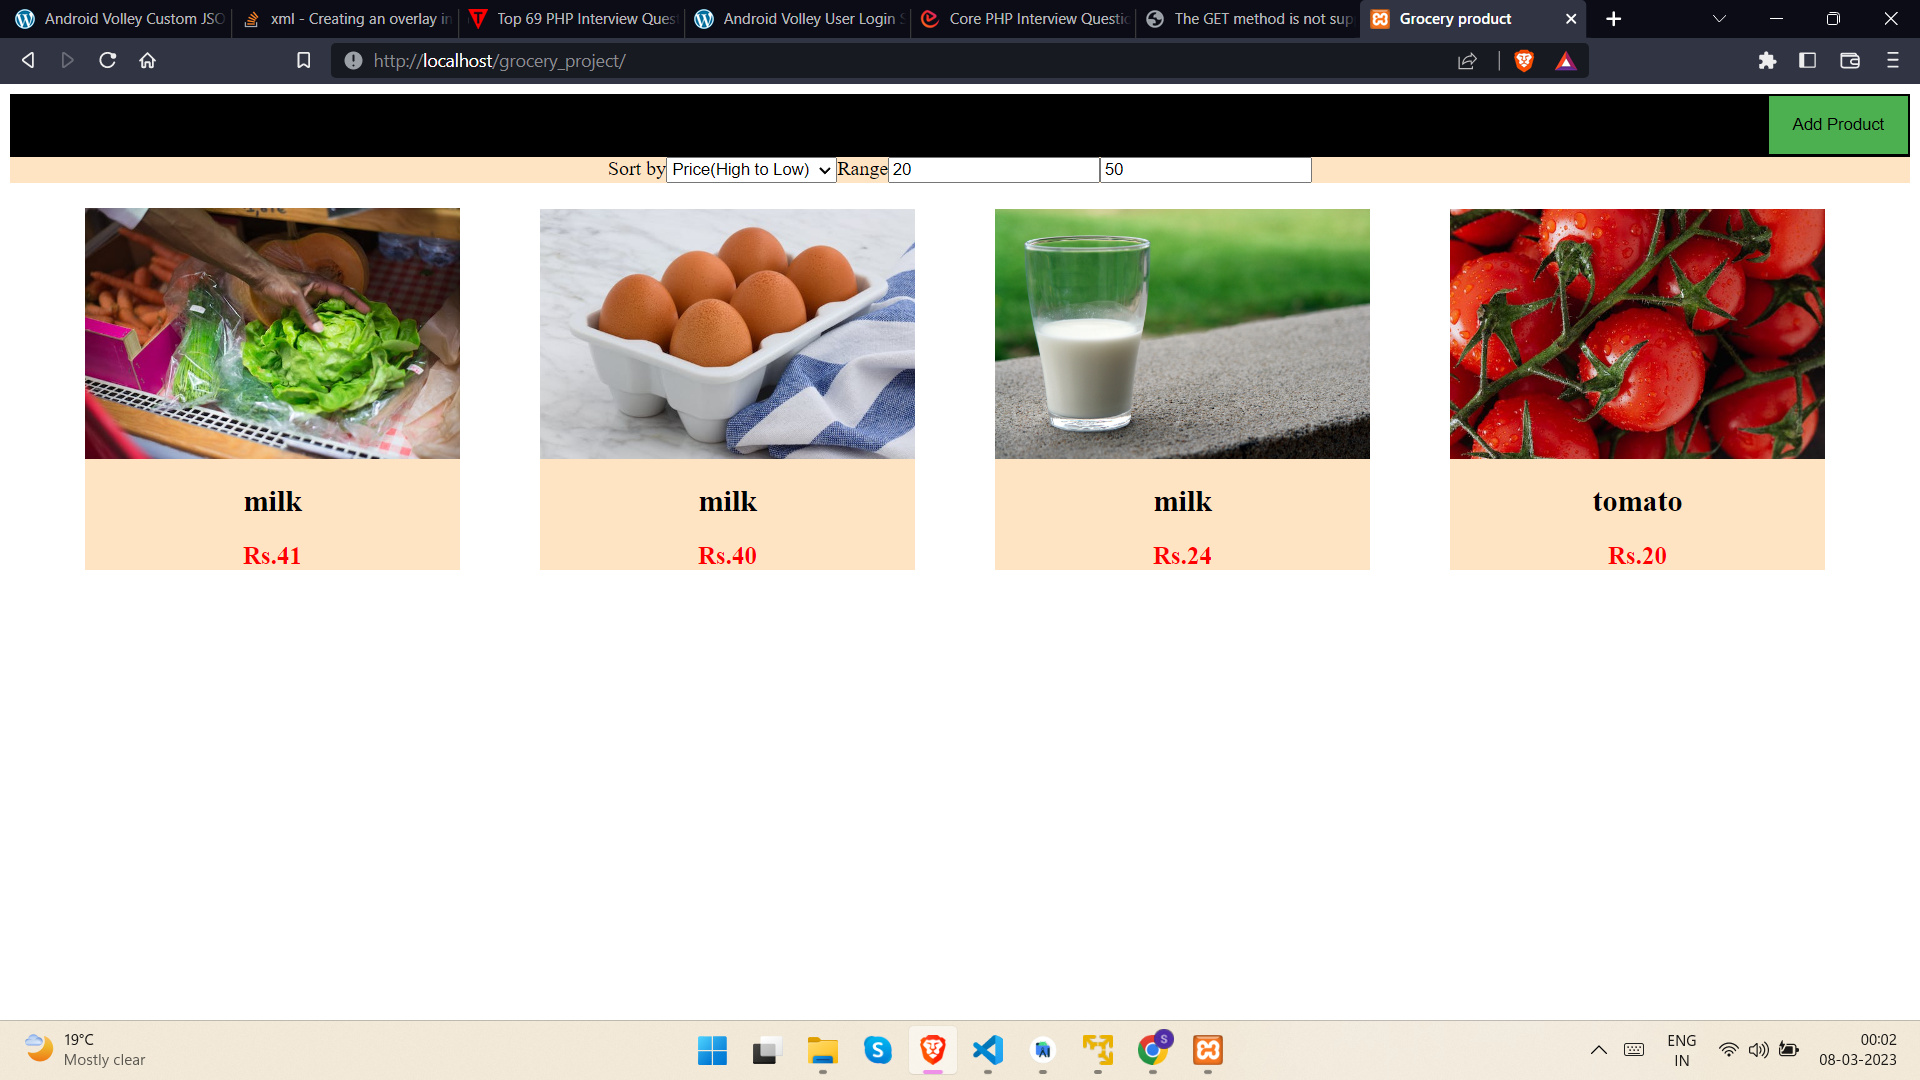 Android Volley Custom JSO
xml - Creating an overlay in
Top 69 PHP Interview Ques
Android Volley User Login S
Core PHP Interview Questio
The GET method is not sup
Grocery product
http://localhost/grocery_project/
Add Product
Sort by Price(High to Low) Range 20 50
milk
Rs.41
milk
Rs.40
milk
Rs.24
tomato
Rs.20
19°C
Mostly clear
S
S
AI
ENG
IN
00:02
08-03-2023